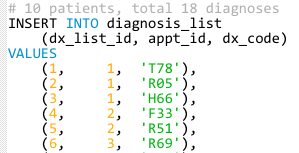 # 10 patients, total 18 diagnoses
INSERT INTO diagnosis_list
(dx_list_id, appt_id, dx_code)
VALUES
(1, 1, 'T78'),
(2, 1, 'R05'),
(3, 1, 'H66'),
(4, 2, 'F33'),
(5, 2, 'R51'),
(6, 3, 'R69'),